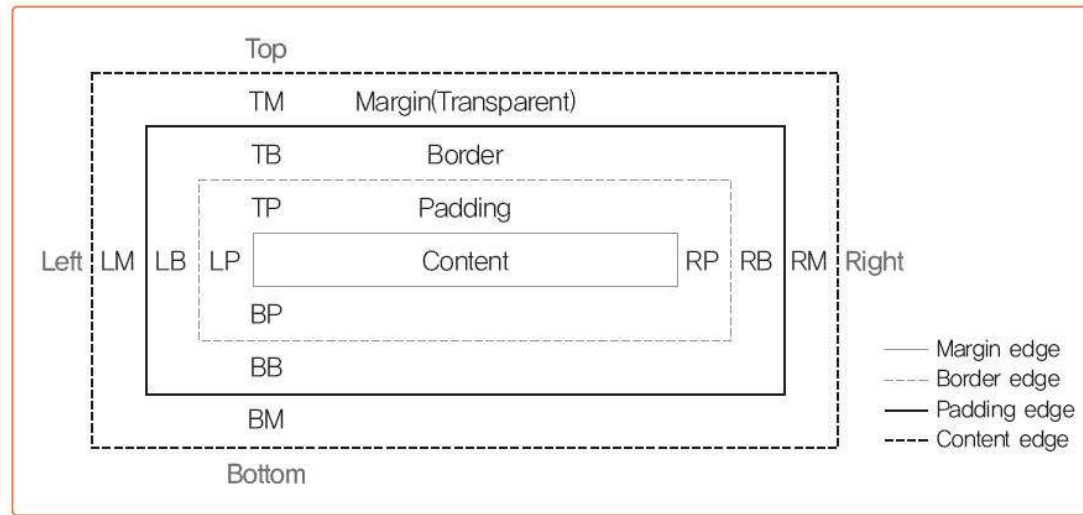 Top
TM Margin(Transparent)
TB Border
TP Padding
Left LM LB LP Content RP RB RM Right
BP
BB
BM
Bottom
Margin edge
Border edge
Padding edge
Content edge